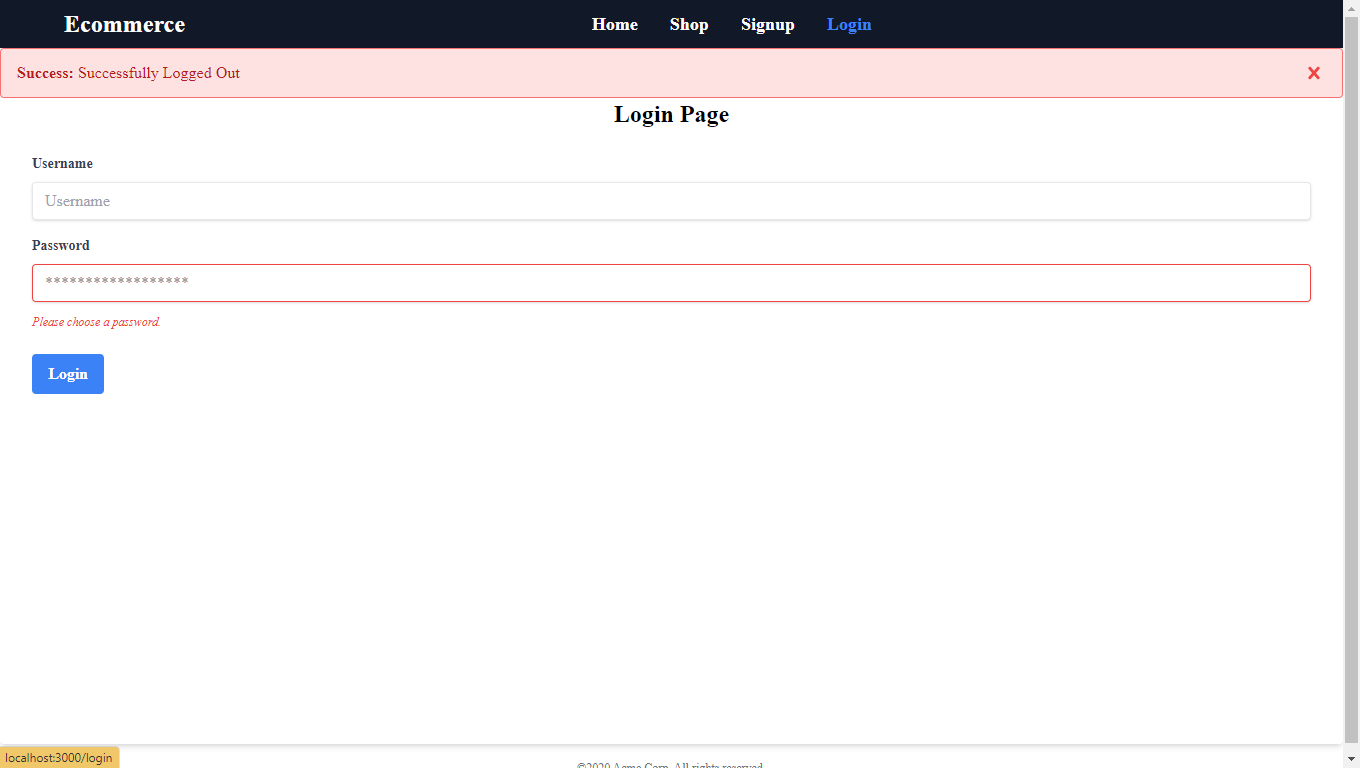 Ecommerce Home Shop Signup Login
Success: Successfully Logged Out
Login Page
Username
Username
Password
******************
Please choose a password.
Login
localhost:3000/login
©2020 Acme Corp. All rights reserved.